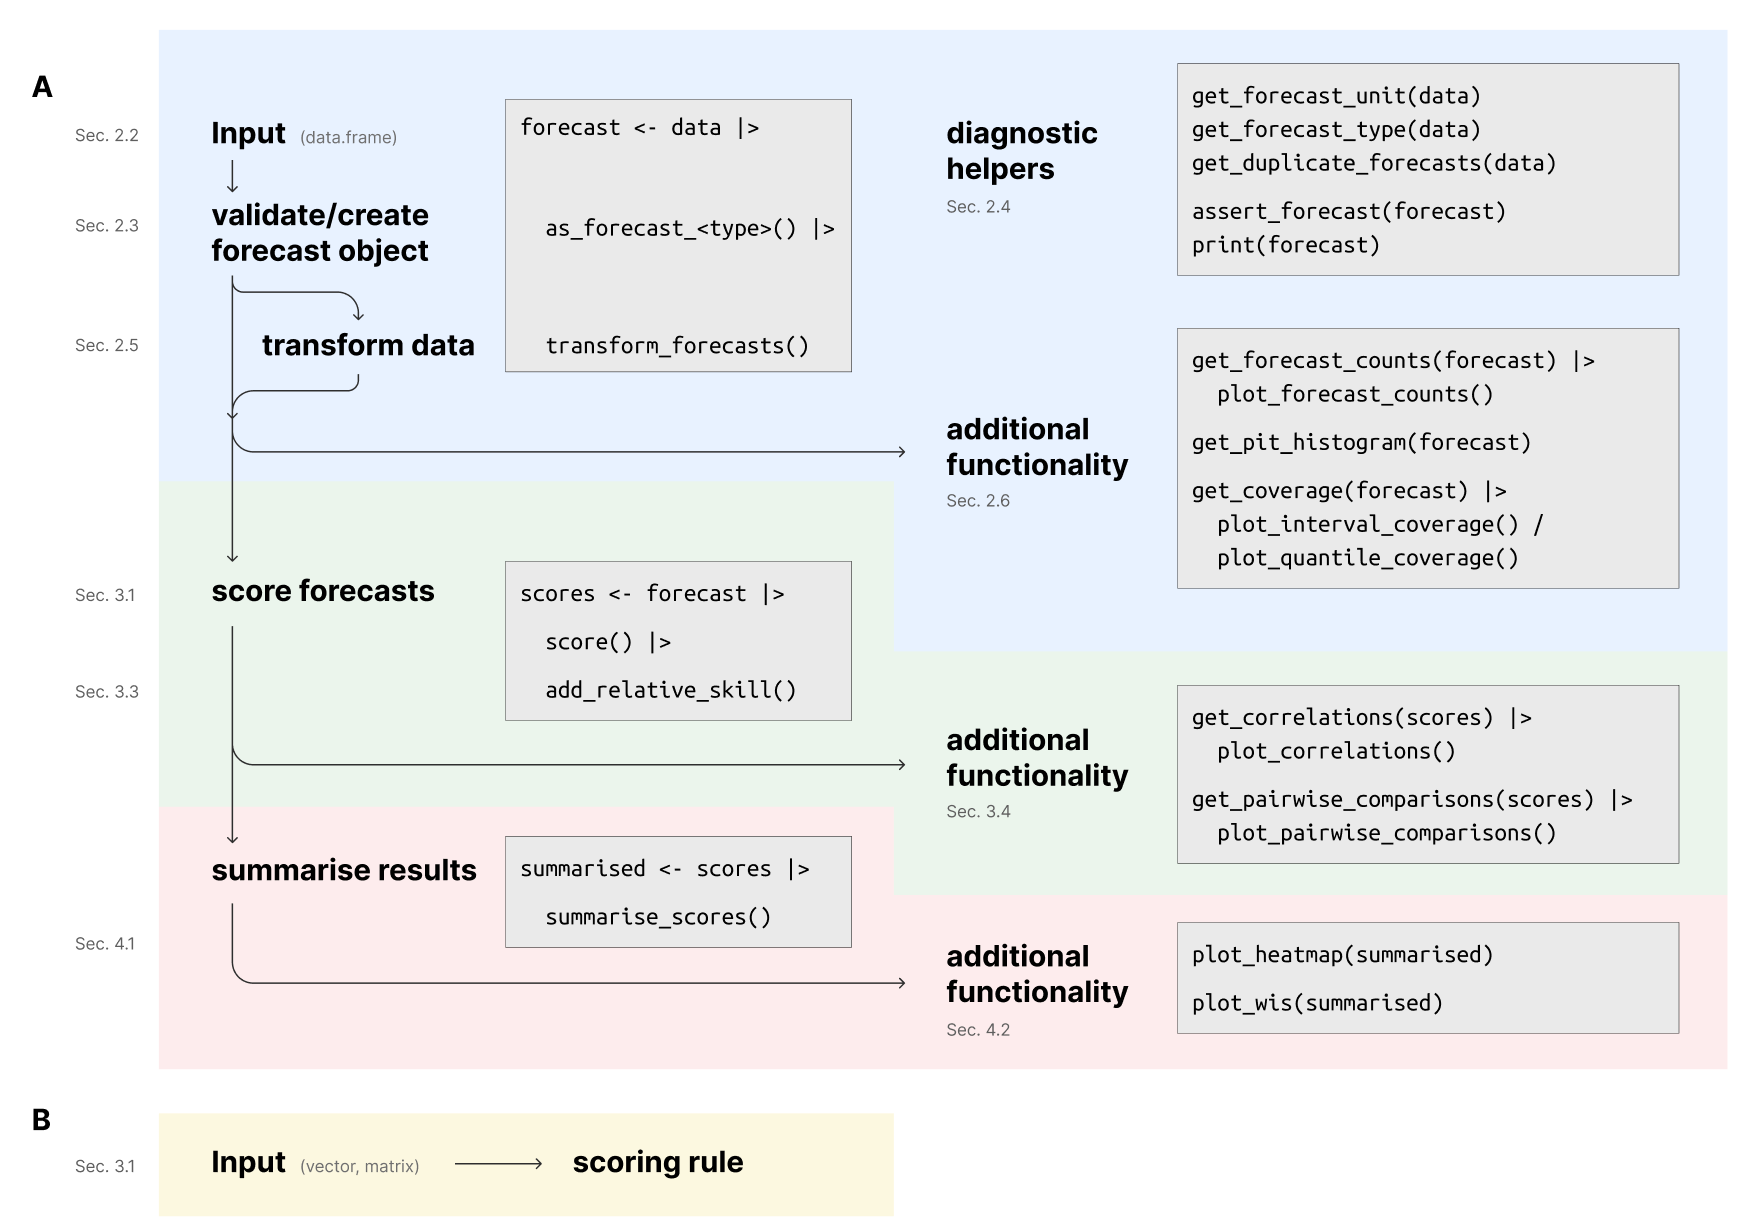 A
Sec. 2.2
Input (data.frame)
forecast <- data |>
Sec. 2.3
validate/create
forecast object
as_forecast_<type>() |>
Sec. 2.5
transform data
transform_forecasts()
diagnostic
helpers
Sec. 2.4
get_forecast_unit(data)
get_forecast_type(data)
get_duplicate_forecasts(data)
assert_forecast(forecast)
print(forecast)
additional
functionality
Sec. 2.6
get_forecast_counts(forecast) |>
plot_forecast_counts()
get_pit_histogram(forecast)
get_coverage(forecast) |>
plot_interval_coverage() /
plot_quantile_coverage()
Sec. 3.1
score forecasts
scores <- forecast |>
score() |>
Sec. 3.3
add_relative_skill()
additional
functionality
Sec. 3.4
get_correlations(scores) |>
plot_correlations()
get_pairwise_comparisons(scores) |>
plot_pairwise_comparisons()
summarise results
summarised <- scores |>
summarise_scores()
Sec. 4.1
additional
functionality
Sec. 4.2
plot_heatmap(summarised)
plot_wis(summarised)
B
Sec. 3.1
Input (vector, matrix)
scoring rule